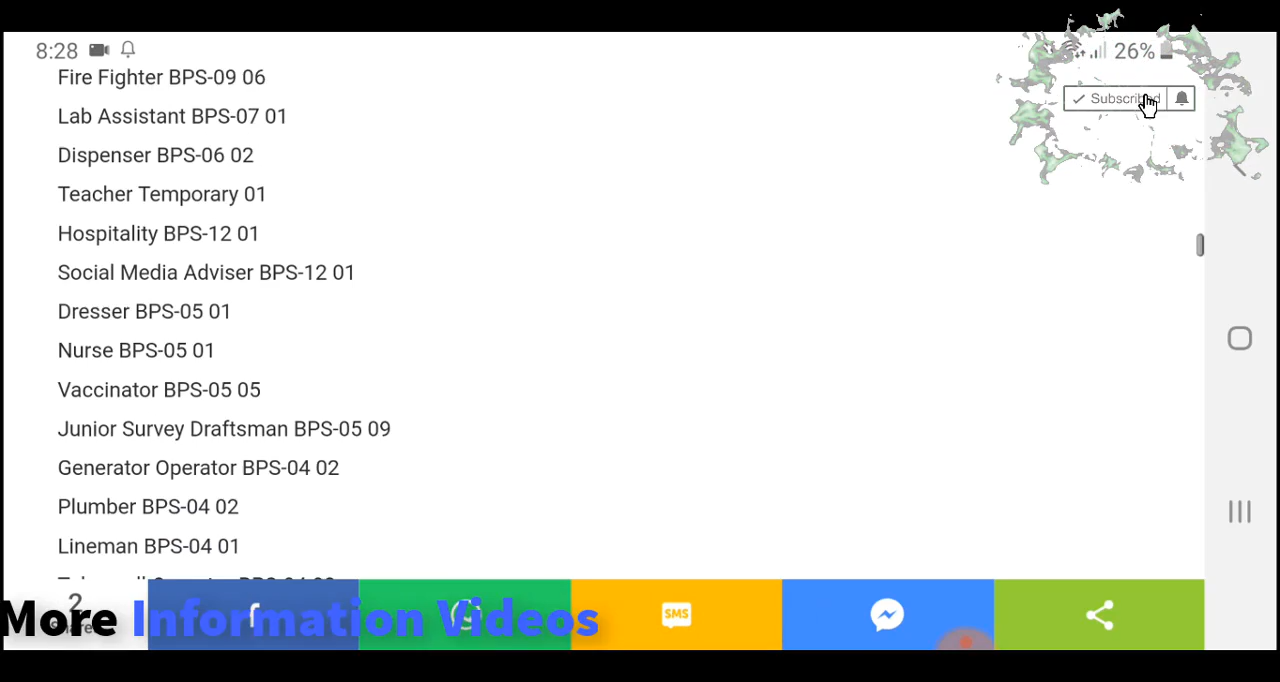 8:28
26%
Subscribed
Fire Fighter BPS-09 06
Lab Assistant BPS-07 01
Dispenser BPS-06 02
Teacher Temporary 01
Hospitality BPS-12 01
Social Media Adviser BPS-12 01
Dresser BPS-05 01
Nurse BPS-05 01
Vaccinator BPS-05 05
Junior Survey Draftsman BPS-05 09
Generator Operator BPS-04 02
Plumber BPS-04 02
Lineman BPS-04 01
2
SMS
More Information Videos